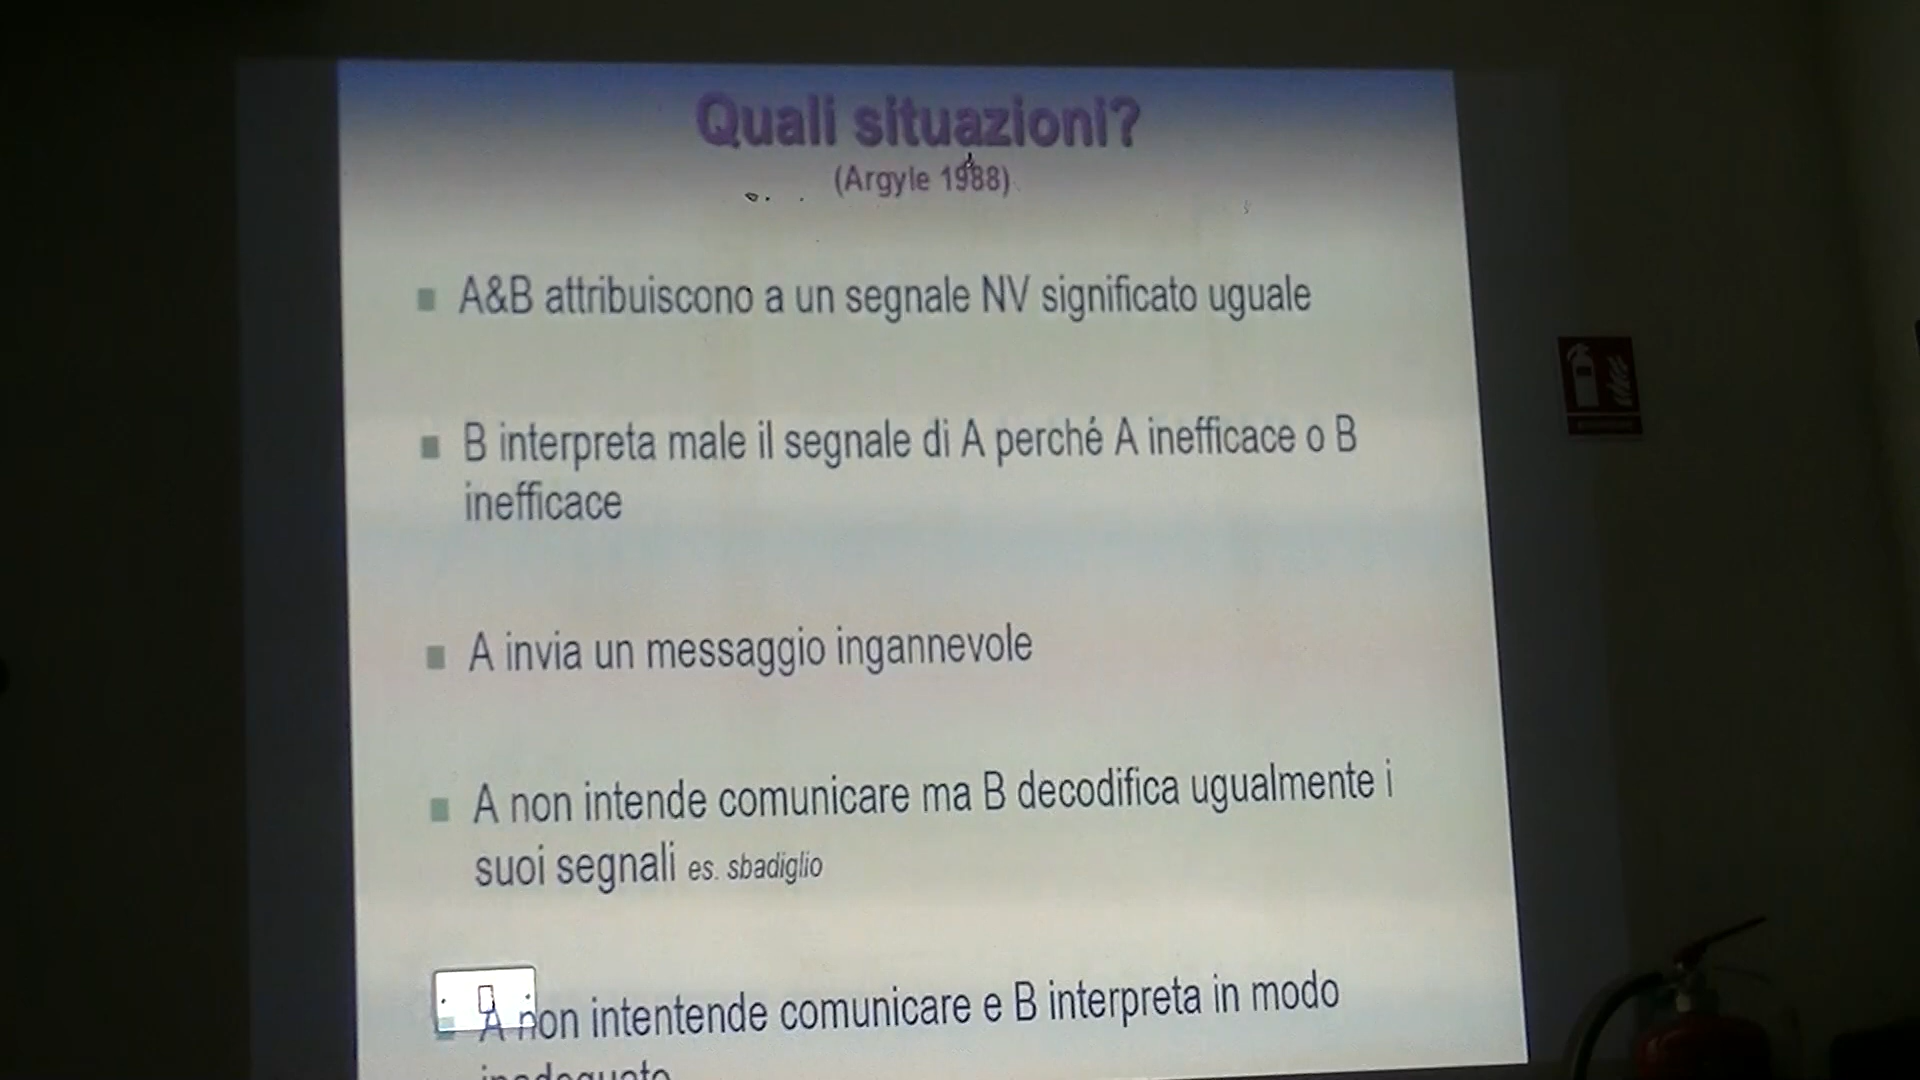 Quali situazioni?
(Argyle 1988)
A&B attribuiscono a un segnale NV significato uguale
B interpreta male il segnale di A perché A inefficace o B
inefficace
A invia un messaggio ingannevole
A non intende comunicare ma B decodifica ugualmente i
suoi segnali es. sbadiglio
A non intentende comunicare e B interpreta in modo
inadeguato